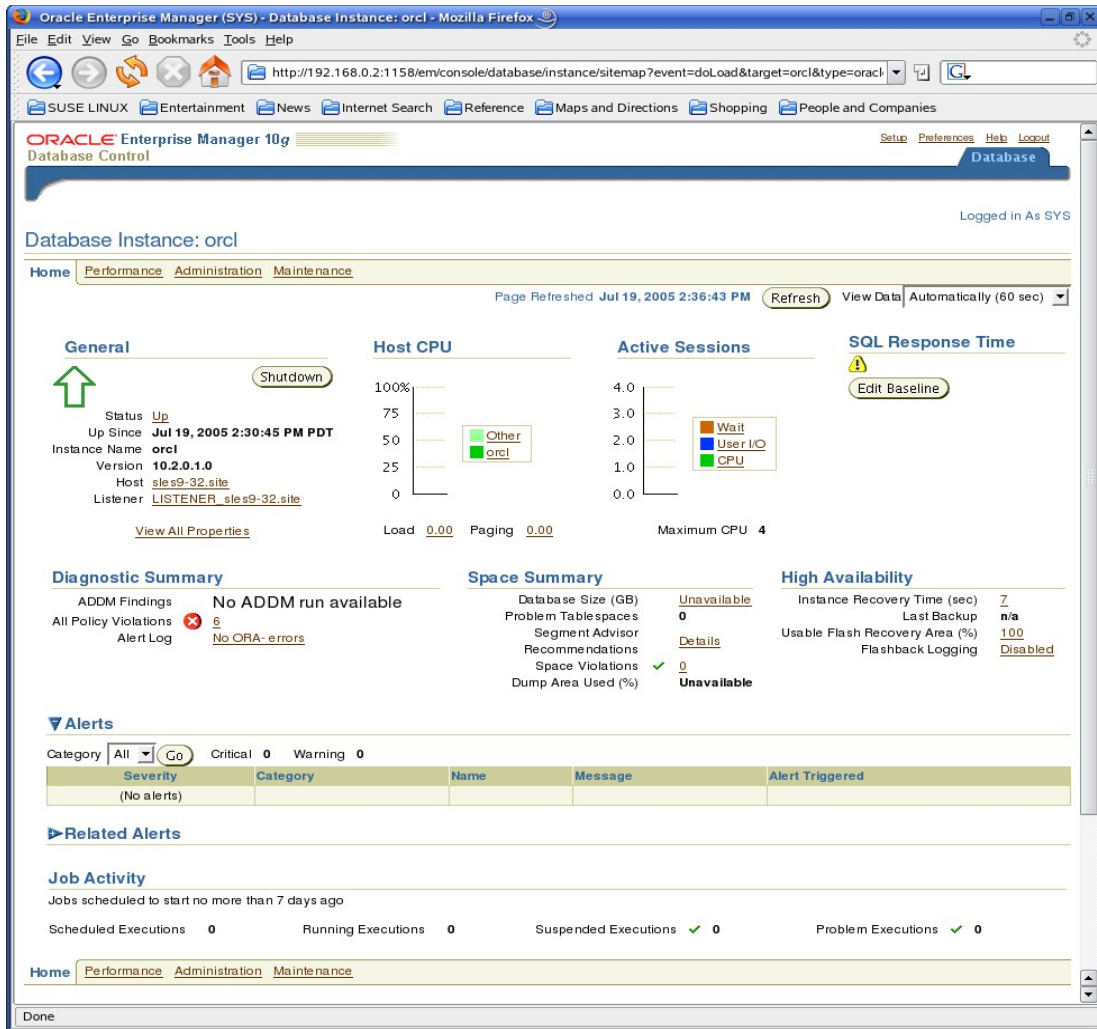 Oracle Enterprise Manager (SYS) - Database Instance: orcl - Mozilla Firefox
File Edit View Go Bookmarks Tools Help
http://192.168.0.2:1158/em/console/database/instance/sitemap?event=doLoad&target=orcl&type=oracl
G
SUSE LINUX Entertainment News Internet Search Reference Maps and Directions Shopping People and Companies
ORACLE Enterprise Manager 10g
Database Control
Setup Preferences Help Logout
Database
Logged in As SYS
Database Instance: orcl
Home Performance Administration Maintenance
Page Refreshed Jul 19, 2005 2:36:43 PM Refresh View Data Automatically (60 sec)
General
Shutdown
Status Up
Up Since Jul 19, 2005 2:30:45 PM PDT
Instance Name orcl
Version 10.2.0.1.0
Host sles9-32.site
Listener LISTENER_sles9-32.site
View All Properties
Host CPU
100%
75
50
25
0
Other
orcl
Load 0.00 Paging 0.00
Active Sessions
4.0
3.0
2.0
1.0
0.0
Wait
User I/O
CPU
Maximum CPU 4
SQL Response Time
Edit Baseline
Diagnostic Summary
ADDM Findings No ADDM run available
All Policy Violations 6
Alert Log No ORA- errors
Space Summary
Database Size (GB) Unavailable
Problem Tablespaces 0
Segment Advisor
Recommendations Details
Space Violations 0
Dump Area Used (%) Unavailable
High Availability
Instance Recovery Time (sec) 7
Last Backup n/a
Usable Flash Recovery Area (%) 100
Flashback Logging Disabled
Alerts
Category All Go Critical 0 Warning 0
Severity Category Name Message Alert Triggered
(No alerts)
Related Alerts
Job Activity
Jobs scheduled to start no more than 7 days ago
Scheduled Executions 0 Running Executions 0 Suspended Executions 0 Problem Executions 0
Home Performance Administration Maintenance
Done